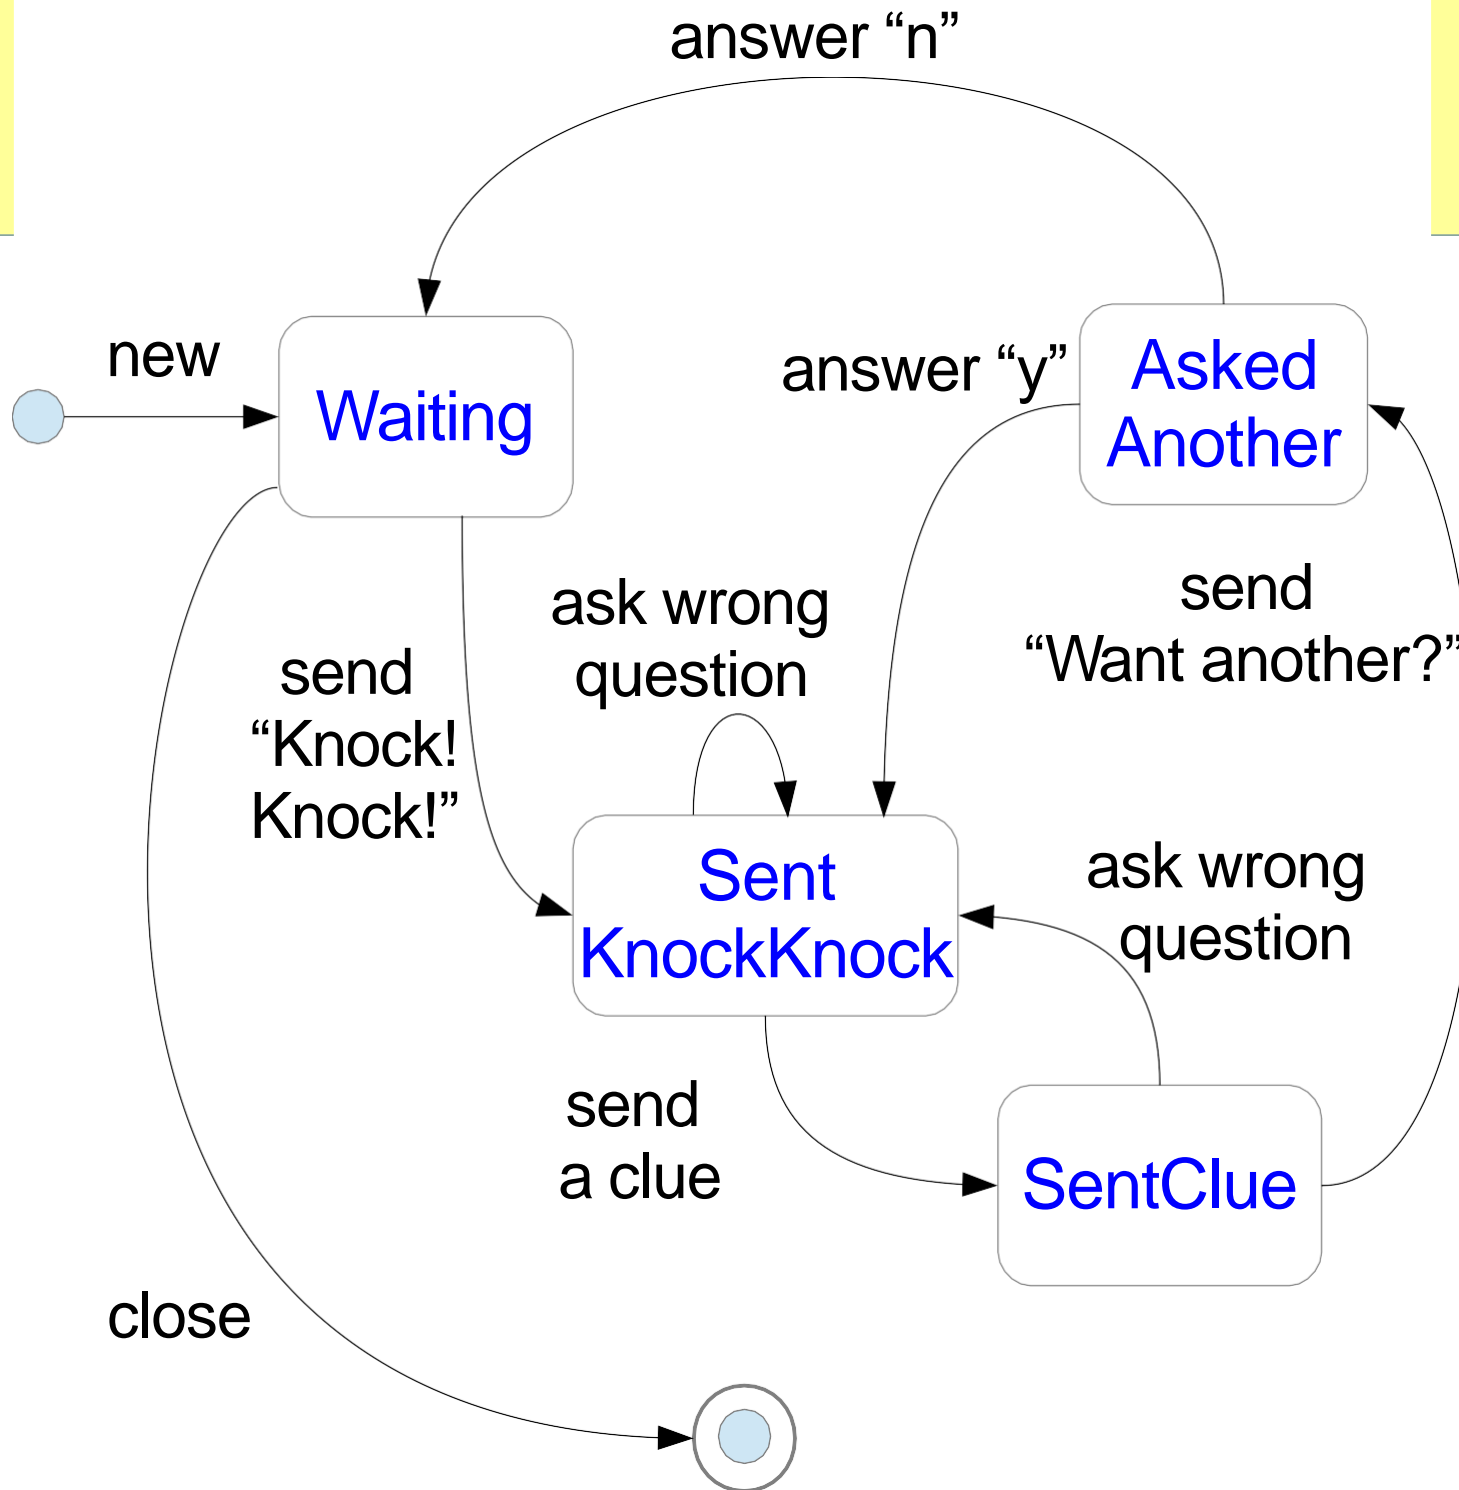 answer “n”
new
Waiting
answer “y”
Asked
Another
send
“Want another?”
ask wrong
question
send
“Knock!
Knock!”
Sent
KnockKnock
ask wrong
question
send
a clue
SentClue
close